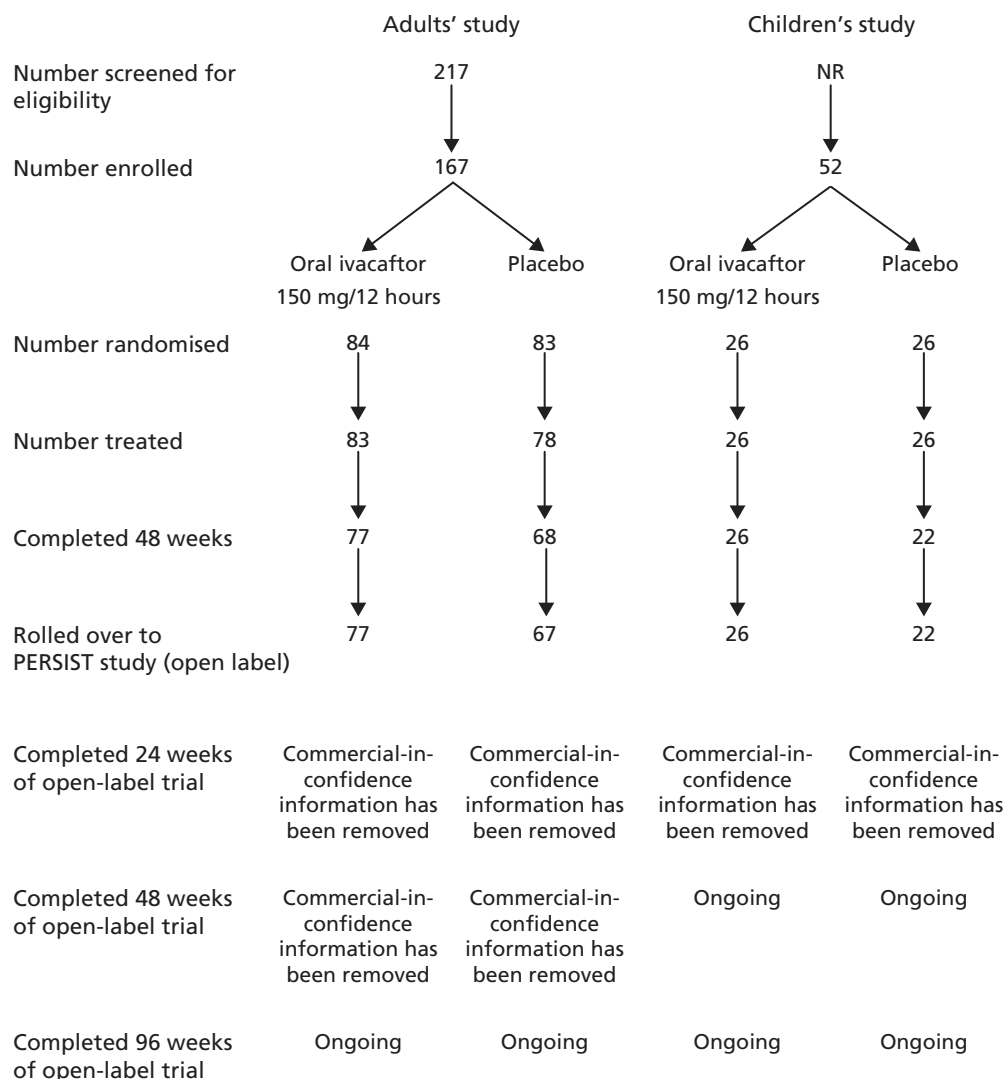 Adults’ study Children’s study
Number screened for 217 NR
eligibility
Number enrolled 167 52
Oral ivacaftor Placebo Oral ivacaftor Placebo
150 mg/12 hours 150 mg/12 hours
Number randomised 84 83 26 26
Number treated 83 78 26 26
Completed 48 weeks 77 68 26 22
Rolled over to 77 67 26 22
PERSIST study (open label)
Completed 24 weeks Commercial-in- Commercial-in- Commercial-in- Commercial-in-
of open-label trial confidence confidence confidence confidence
information has information has information has information has
been removed been removed been removed been removed
Completed 48 weeks Commercial-in- Commercial-in- Ongoing Ongoing
of open-label trial confidence confidence
information has information has
been removed been removed
Completed 96 weeks Ongoing Ongoing Ongoing Ongoing
of open-label trial